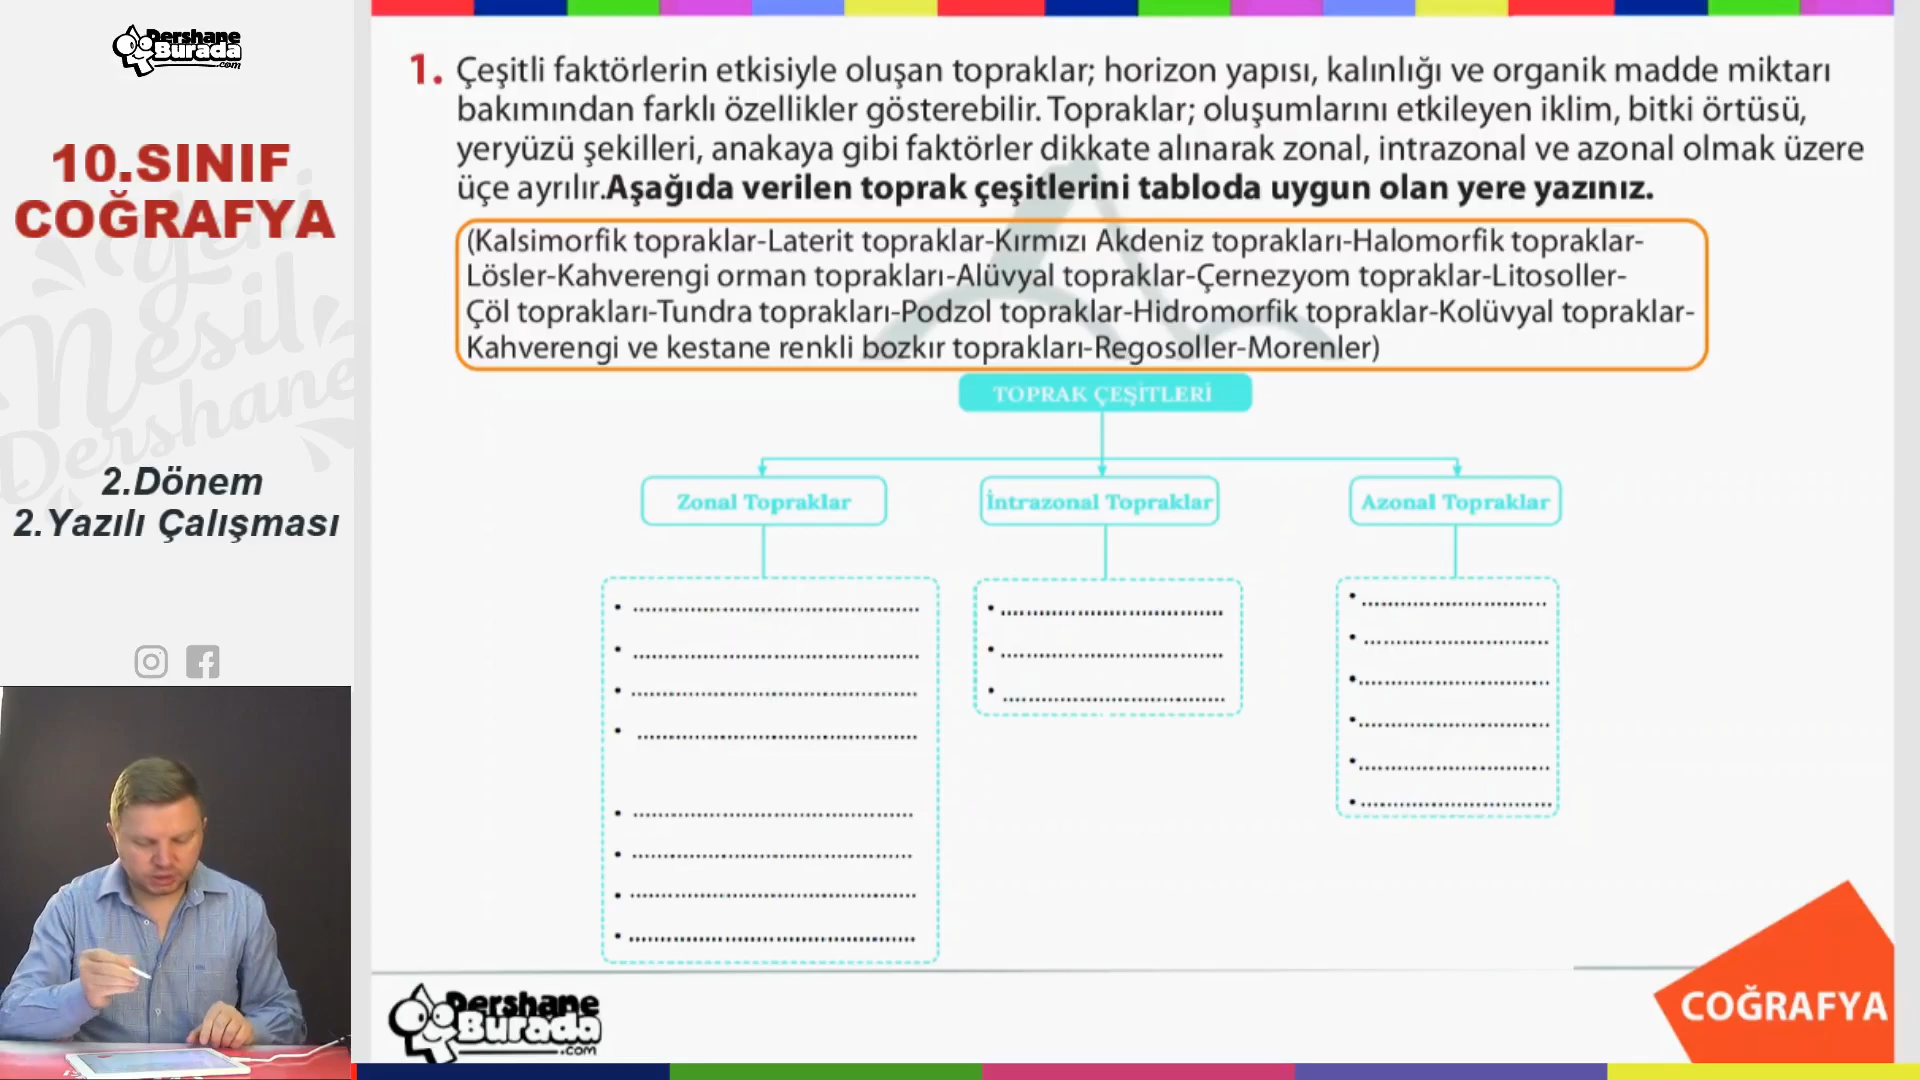 Dershane
Burada
.com
10.SINIF
COĞRAFYA
Yeni
Nesil
Dershane
2.Dönem
2.Yazılı Çalışması
1. Çeşitli faktörlerin etkisiyle oluşan topraklar; horizon yapısı, kalınlığı ve organik madde miktarı
bakımından farklı özellikler gösterebilir. Topraklar; oluşumlarını etkileyen iklim, bitki örtüsü,
yeryüzü şekilleri, anakaya gibi faktörler dikkate alınarak zonal, intrazonal ve azonal olmak üzere
üçe ayrılır.Aşağıda verilen toprak çeşitlerini tabloda uygun olan yere yazınız.
(Kalsimorfik topraklar-Laterit topraklar-Kırmızı Akdeniz toprakları-Halomorfik topraklar-
Lösler-Kahverengi orman toprakları-Alüvyal topraklar-Çernezyom topraklar-Litosoller-
Çöl toprakları-Tundra toprakları-Podzol topraklar-Hidromorfik topraklar-Kolüvyal topraklar-
Kahverengi ve kestane renkli bozkır toprakları-Regosoller-Morenler)
TOPRAK ÇEŞİTLERİ
Zonal Topraklar
İntrazonal Topraklar
Azonal Topraklar
Dershane
Burada
.com
COĞRAFYA